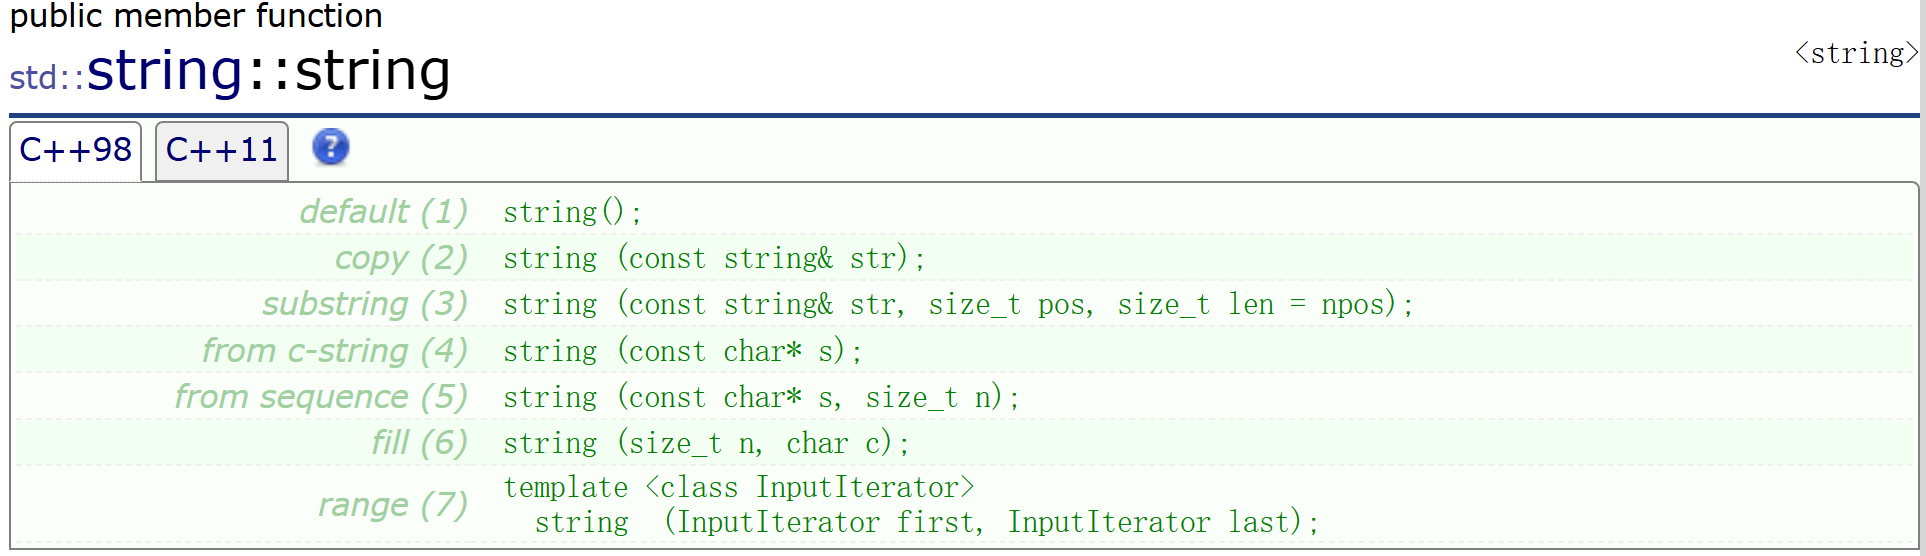 public member function
<string>
std::string::string
C++98 C++11 ?
default (1) string();
copy (2) string (const string& str);
substring (3) string (const string& str, size_t pos, size_t len = npos);
from c-string (4) string (const char* s);
from sequence (5) string (const char* s, size_t n);
fill (6) string (size_t n, char c);
range (7) template <class InputIterator>
string (InputIterator first, InputIterator last);